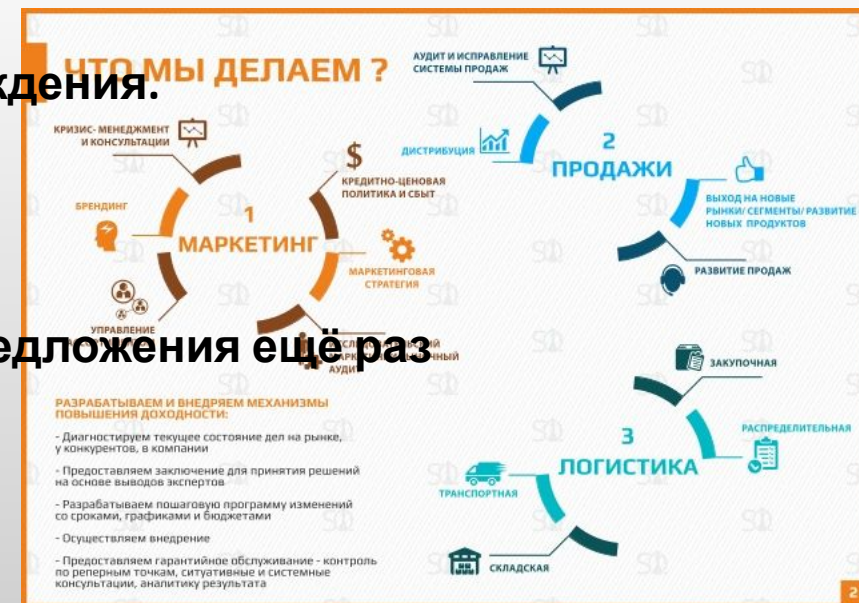 ЧТО МЫ ДЕЛАЕМ ?
ждения.
КРИЗИС- МЕНЕДЖМЕНТ
И КОНСУЛЬТАЦИИ
$
КРЕДИТНО-ЦЕНОВАЯ
ПОЛИТИКА И СБЫТ
БРЕНДИНГ
1
МАРКЕТИНГ
МАРКЕТИНГОВАЯ
СТРАТЕГИЯ
УПРАВЛЕНИЕ
едложения ещё раз
АУДИТ
АУДИТ И ИСПРАВЛЕНИЕ
СИСТЕМЫ ПРОДАЖ
ДИСТРИБУЦИЯ
2
ПРОДАЖИ
ВЫХОД НА НОВЫЕ
РЫНКИ/ СЕГМЕНТЫ/ РАЗВИТИЕ
НОВЫХ ПРОДУКТОВ
РАЗВИТИЕ ПРОДАЖ
РАЗРАБАТЫВАЕМ И ВНЕДРЯЕМ МЕХАНИЗМЫ
ПОВЫШЕНИЯ ДОХОДНОСТИ:
- Диагностируем текущее состояние дел на рынке,
у конкурентов, в компании
- Предоставляем заключение для принятия решений
на основе выводов экспертов
- Разрабатываем пошаговую программу изменений
со сроками, графиками и бюджетами
- Осуществляем внедрение
- Предоставляем гарантийное обслуживание - контроль
по реперным точкам, ситуативные и системные
консультации, аналитику результата
ЗАКУПОЧНАЯ
РАСПРЕДЕЛИТЕЛЬНАЯ
3
ЛОГИСТИКА
ТРАНСПОРТНАЯ
СКЛАДСКАЯ
2